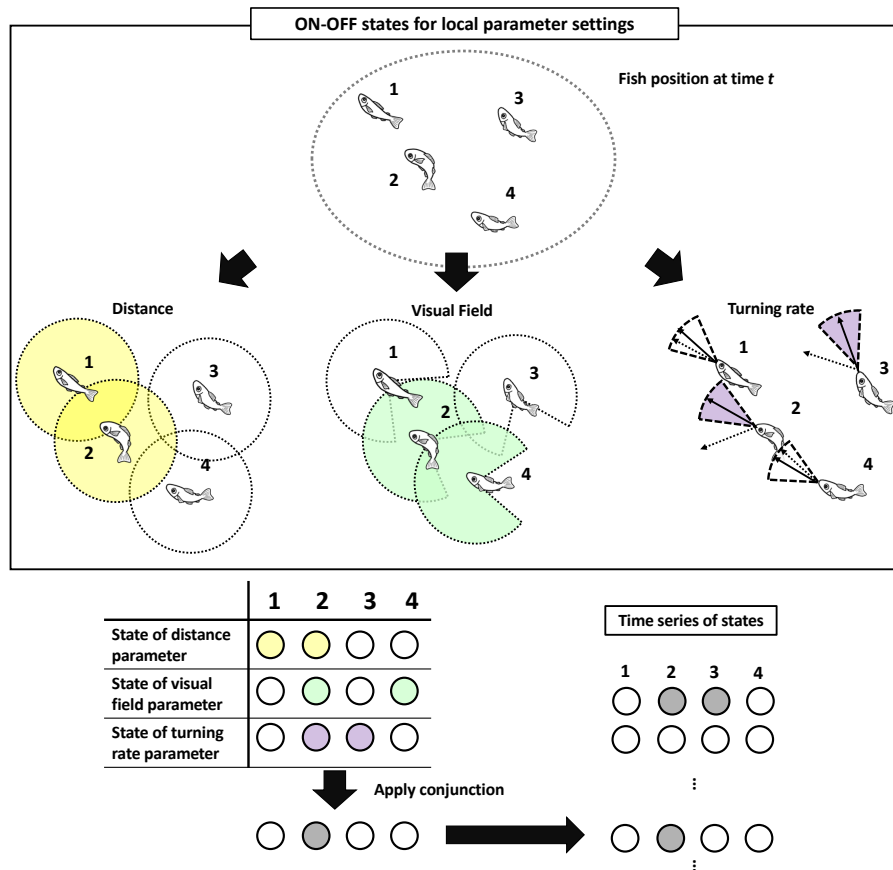 ON-OFF states for local parameter settings
Fish position at time t
1
3
2
4
Distance
Visual Field
Turning rate
1
3
2
4
1
3
2
4
1
3
2
4
1 2 3 4
State of distance
parameter
State of visual
field parameter
State of turning
rate parameter
Apply conjunction
Time series of states
1 2 3 4
...
...